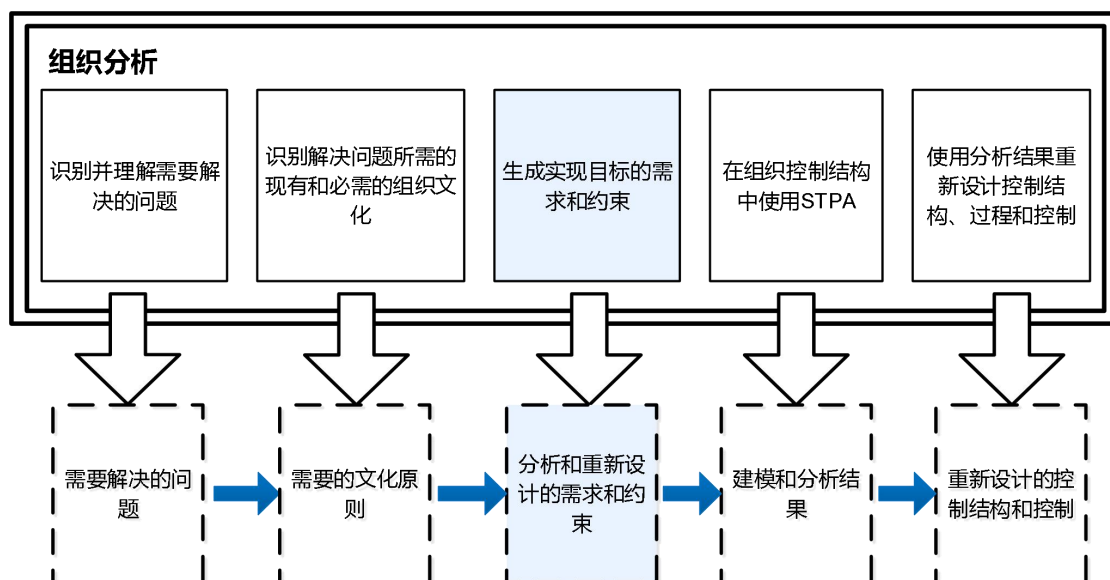 组织分析
识别并理解需要解
决的问题
识别解决问题所需的
现有和必需的组织文
化
生成实现目标的需
求和约束
在组织控制结构
中使用STPA
使用分析结果重
新设计控制结
构、过程和控制
需要解决的问
题
需要的文化原
则
分析和重新设
计的需求和约
束
建模和分析结
果
重新设计的控
制结构和控制